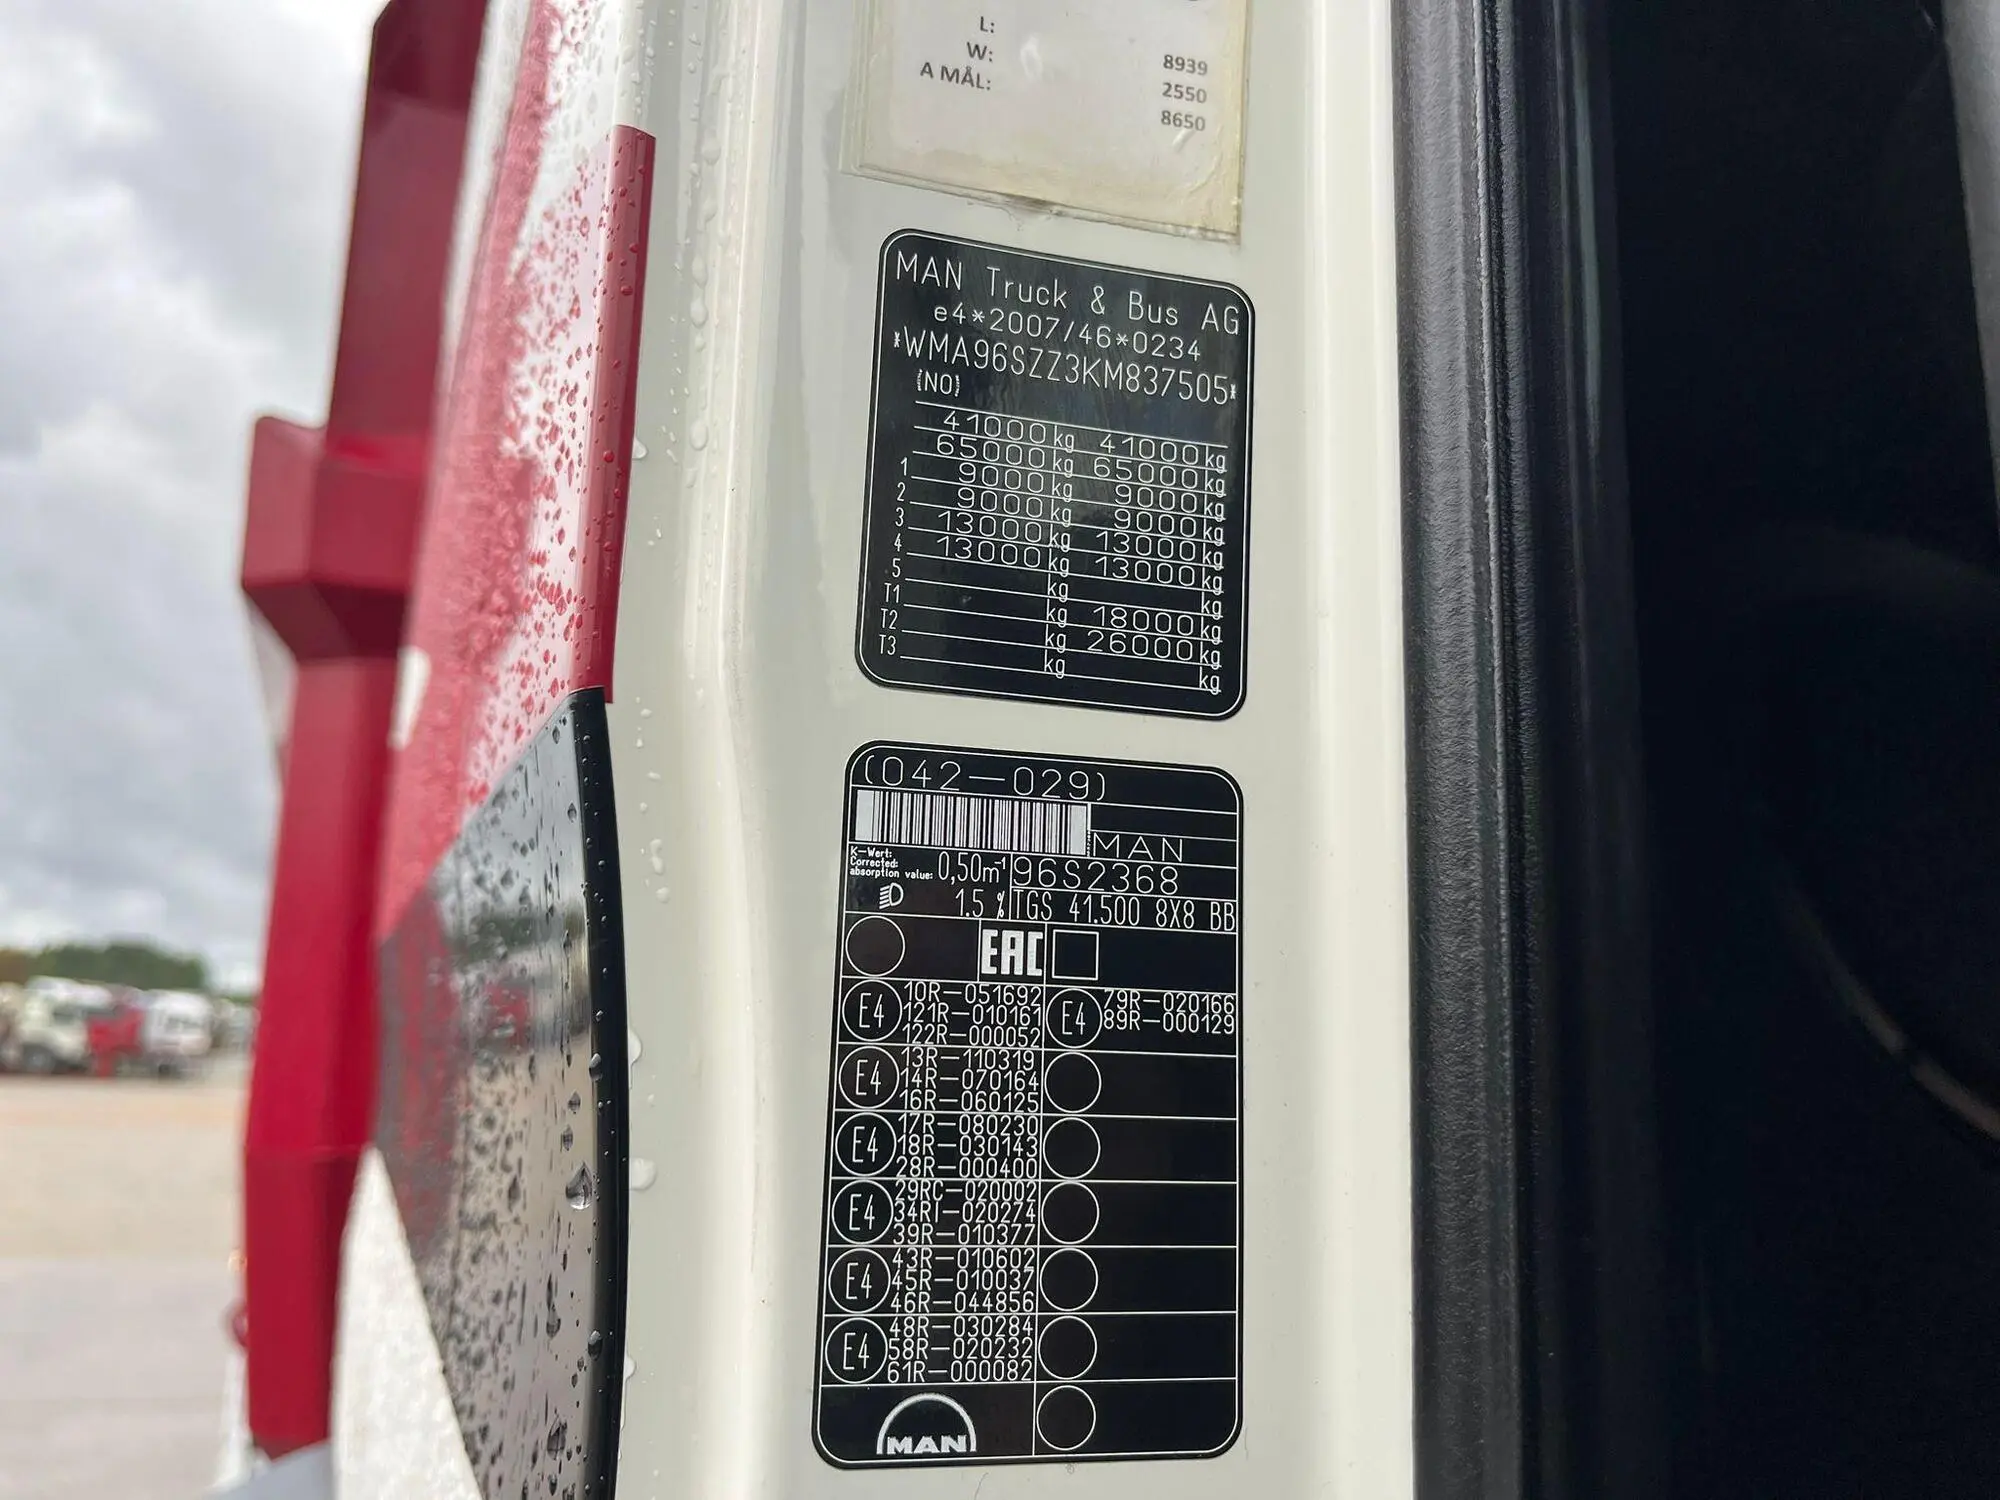 L:
W: 8939
A MÅL: 2550
8650
MAN Truck & Bus AG
e4*2007/46*0234
*WMA96SZZ3KM837505*
(NO)
41000 kg 41000 kg
65000 kg 65000 kg
1 9000 kg 9000 kg
2 9000 kg 9000 kg
3 13000 kg 13000 kg
4 13000 kg 13000 kg
5 kg kg
T1 kg 18000 kg
T2 kg 26000 kg
T3 kg kg
(042-029)
MAN
K-Wert:
Corrected:
absorption value: 0,50m⁻¹
96S2368
1.5 % TGS 41.500 8X8 BB
EAC
E4 10R-051692
121R-010161
122R-000052
E4 79R-020166
89R-000129
E4 13R-110319
14R-070164
16R-060125
E4 17R-080230
18R-030143
28R-000400
E4 29RC-020002
34RI-020274
39R-010377
E4 43R-010602
45R-010037
46R-044856
E4 48R-030284
58R-020232
61R-000082
MAN